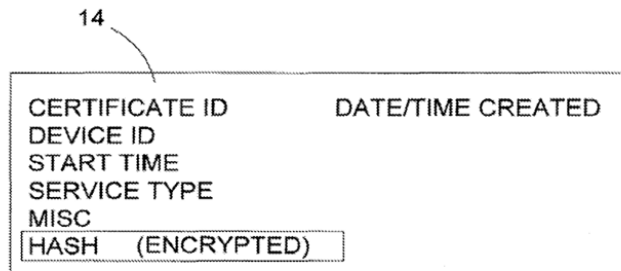 14
CERTIFICATE ID DATE/TIME CREATED
DEVICE ID
START TIME
SERVICE TYPE
MISC
HASH (ENCRYPTED)